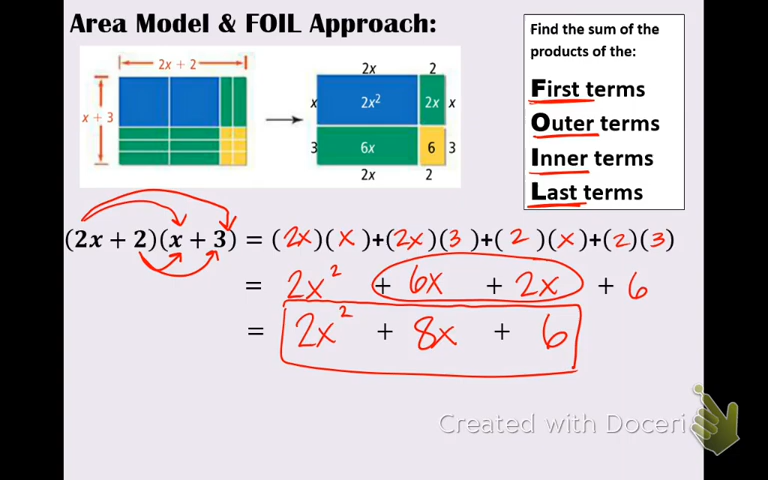 Area Model & FOIL Approach:
Find the sum of the
products of the:
First terms
Outer terms
Inner terms
Last terms
2x + 2
x + 3
2x 2
x 2x² 2x x
3 6x 6 3
2x 2
(2x + 2)(x + 3) = (2x)(x)+(2x)(3)+(2)(x)+(2)(3)
= 2x² + 6x + 2x + 6
= 2x² + 8x + 6
Created with Doceri